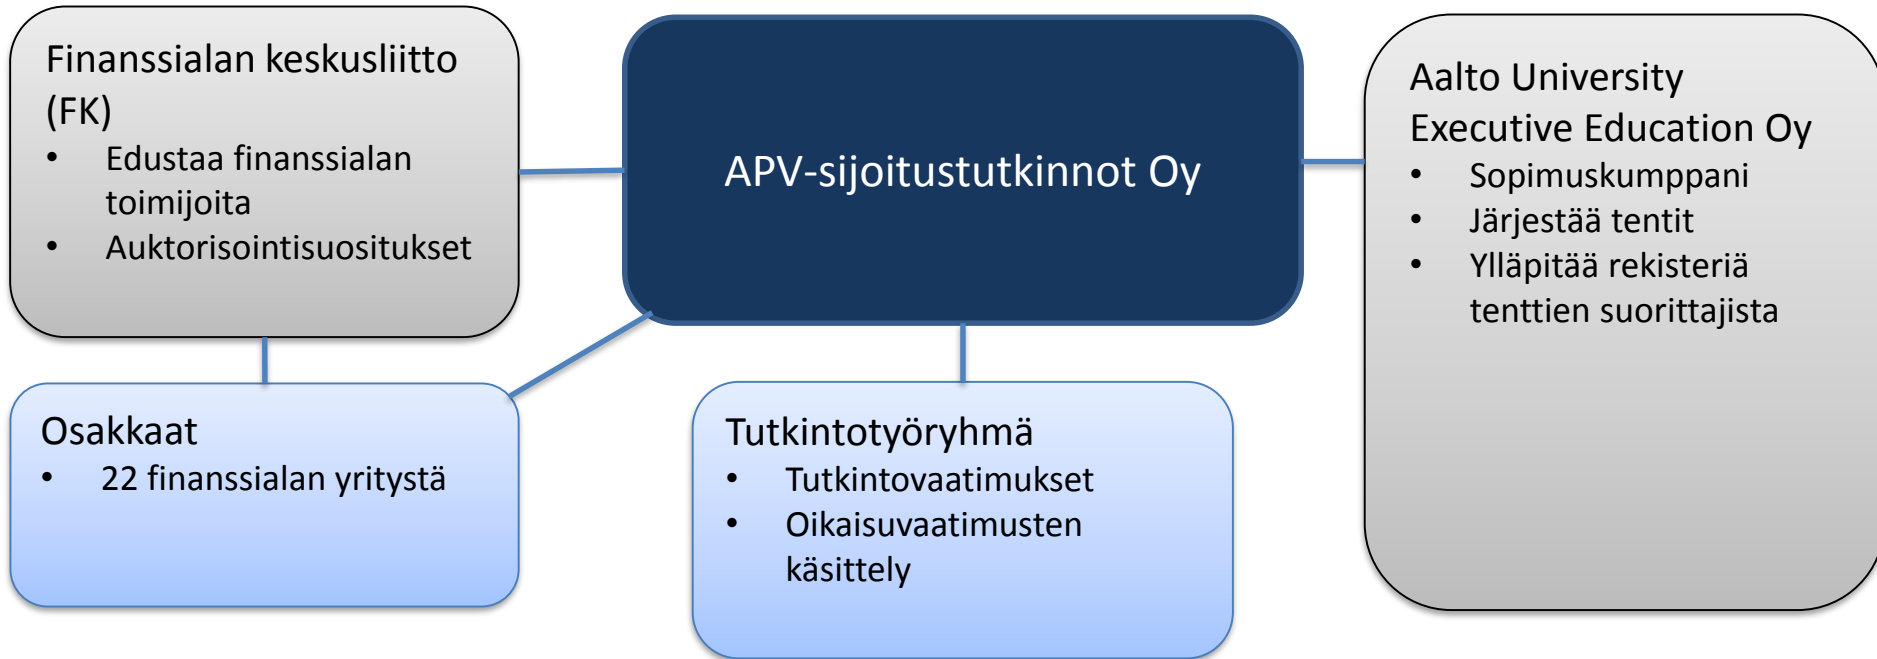 Finanssialan keskusliitto
(FK)
• Edustaa finanssialan
toimijoita
• Auktorisointisuositukset
APV-sijoitustutkinnot Oy
Aalto University
Executive Education Oy
• Sopimuskumppani
• Järjestää tentit
• Ylläpitää rekisteriä
tenttien suorittajista
Osakkaat
• 22 finanssialan yritystä
Tutkintotyöryhmä
• Tutkintovaatimukset
• Oikaisuvaatimusten
käsittely